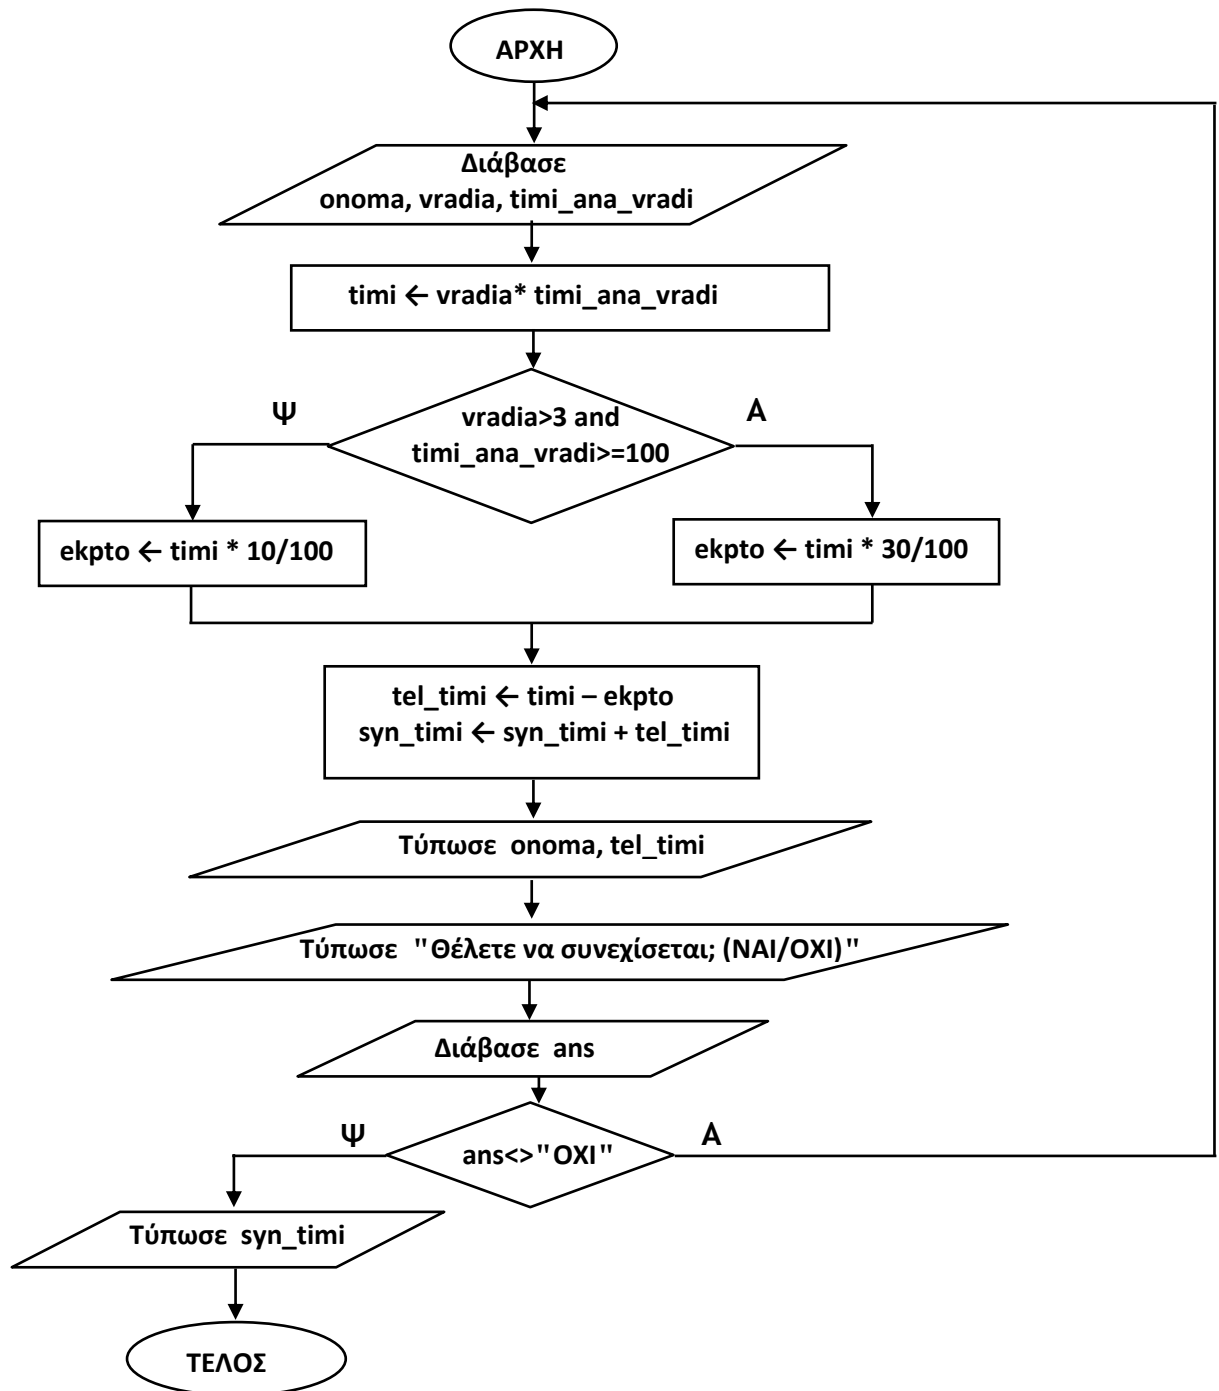 ΑΡΧΗ
Διάβασε
onoma, vradia, timi_ana_vradi
timi ← vradia* timi_ana_vradi
Ψ
Α
vradia>3 and
timi_ana_vradi>=100
ekpto ← timi * 10/100
ekpto ← timi * 30/100
tel_timi ← timi – ekpto
syn_timi ← syn_timi + tel_timi
Τύπωσε onoma, tel_timi
Τύπωσε "Θέλετε να συνεχίσεται; (ΝΑΙ/ΟΧΙ)"
Διάβασε ans
Ψ
Α
ans<>"ΟΧΙ"
Τύπωσε syn_timi
ΤΕΛΟΣ